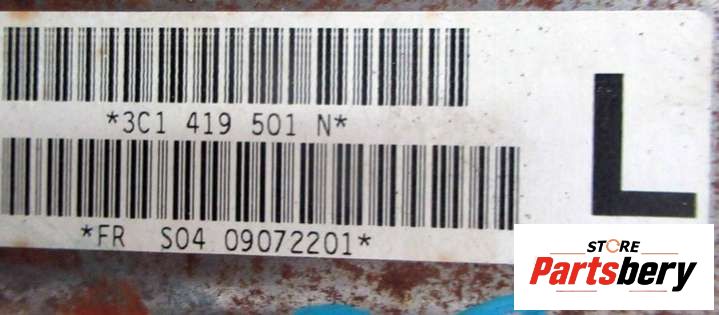 *3C1 419 501 N*
L
*FR S04 09072201*
STORE
Partsbery